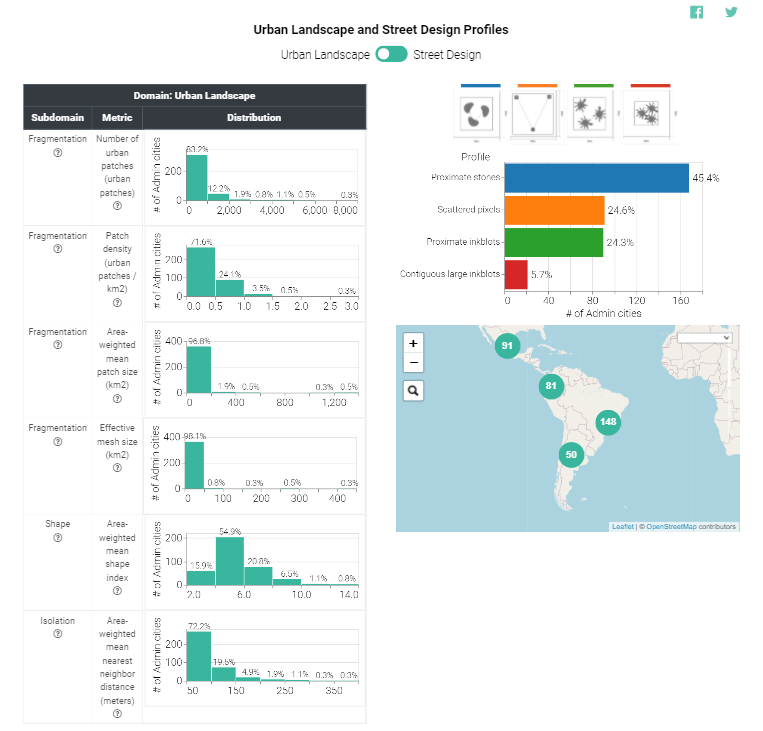 Urban Landscape and Street Design Profiles
Urban Landscape Street Design
Domain: Urban Landscape
Subdomain Metric Distribution
Fragmentation
Number of
urban
patches
(urban
patches)
# of Admin cities
200
0
83.2%
12.2%
1.9% 0.8% 1.1% 0.5% 0.3%
0 2,000 4,000 6,000 8,000
Fragmentation
Patch
density
(urban
patches /
km2)
# of Admin cities
200
100
0
71.6%
24.1%
3.5% 0.5% 0.3%
0.0 0.5 1.0 1.5 2.0 2.5 3.0
Fragmentation
Area-
weighted
mean
patch size
(km2)
# of Admin cities
400
200
0
96.8%
1.9% 0.5% 0.3% 0.5%
0 400 800 1,200
Fragmentation
Effective
mesh size
(km2)
# of Admin cities
400
200
0
98.1%
0.8% 0.3% 0.5% 0.3%
0 100 200 300 400
Shape
Area-
weighted
mean
shape
index
# of Admin cities
200
100
0
15.9%
54.9%
20.8%
6.5%
1.1% 0.8%
2.0 6.0 10.0 14.0
Isolation
Area-
weighted
mean
nearest
neighbor
distance
(meters)
# of Admin cities
200
100
0
72.2%
19.5%
4.9% 1.9% 1.1% 0.3% 0.3%
50 150 250 350
Profile
Proximate stones 45.4%
Scattered pixels 24.6%
Proximate inkblots 24.3%
Contiguous large inkblots 5.7%
0 40 80 120 160
# of Admin cities
+
−
91
81
148
50
Leaflet | © OpenStreetMap contributors